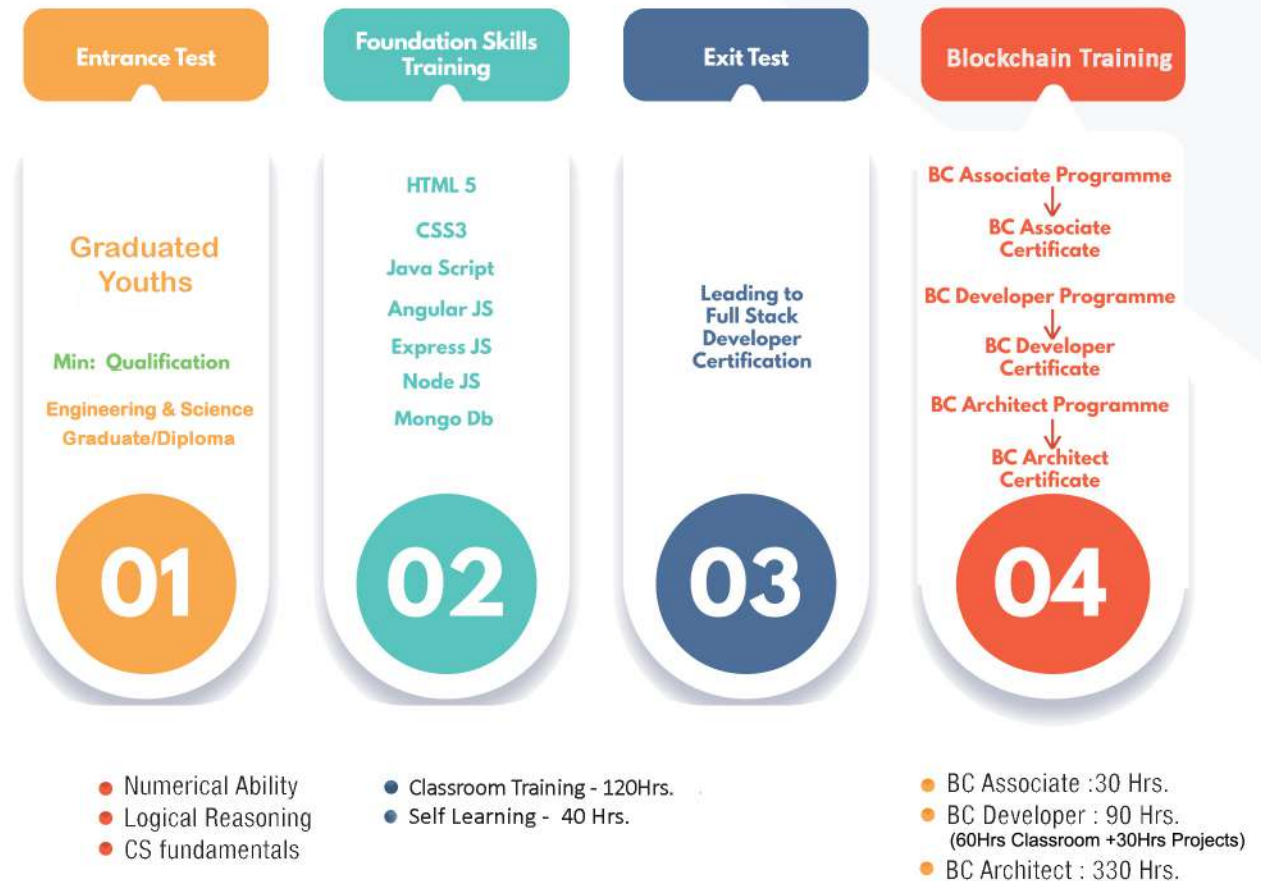 Entrance Test
Graduated
Youths
Min: Qualification
Engineering & Science
Graduate/Diploma
01
Numerical Ability
Logical Reasoning
CS fundamentals
Foundation Skills
Training
HTML 5
CSS3
Java Script
Angular JS
Express JS
Node JS
Mongo Db
02
Classroom Training - 120Hrs.
Self Learning - 40 Hrs.
Exit Test
Leading to
Full Stack
Developer
Certification
03
Blockchain Training
BC Associate Programme
BC Associate
Certificate
BC Developer Programme
BC Developer
Certificate
BC Architect Programme
BC Architect
Certificate
04
BC Associate :30 Hrs.
BC Developer : 90 Hrs.
(60Hrs Classroom +30Hrs Projects)
BC Architect : 330 Hrs.